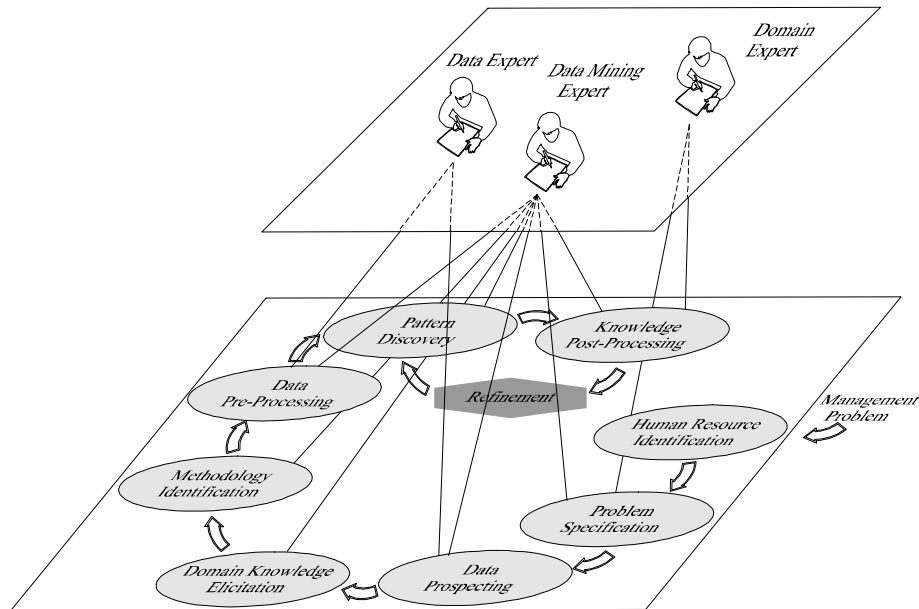 Domain
Expert
Data Expert
Data Mining
Expert
Pattern
Discovery
Knowledge
Post-Processing
Data
Pre-Processing
Refinement
Management
Problem
Human Resource
Identification
Methodology
Identification
Problem
Specification
Domain Knowledge
Elicitation
Data
Prospecting